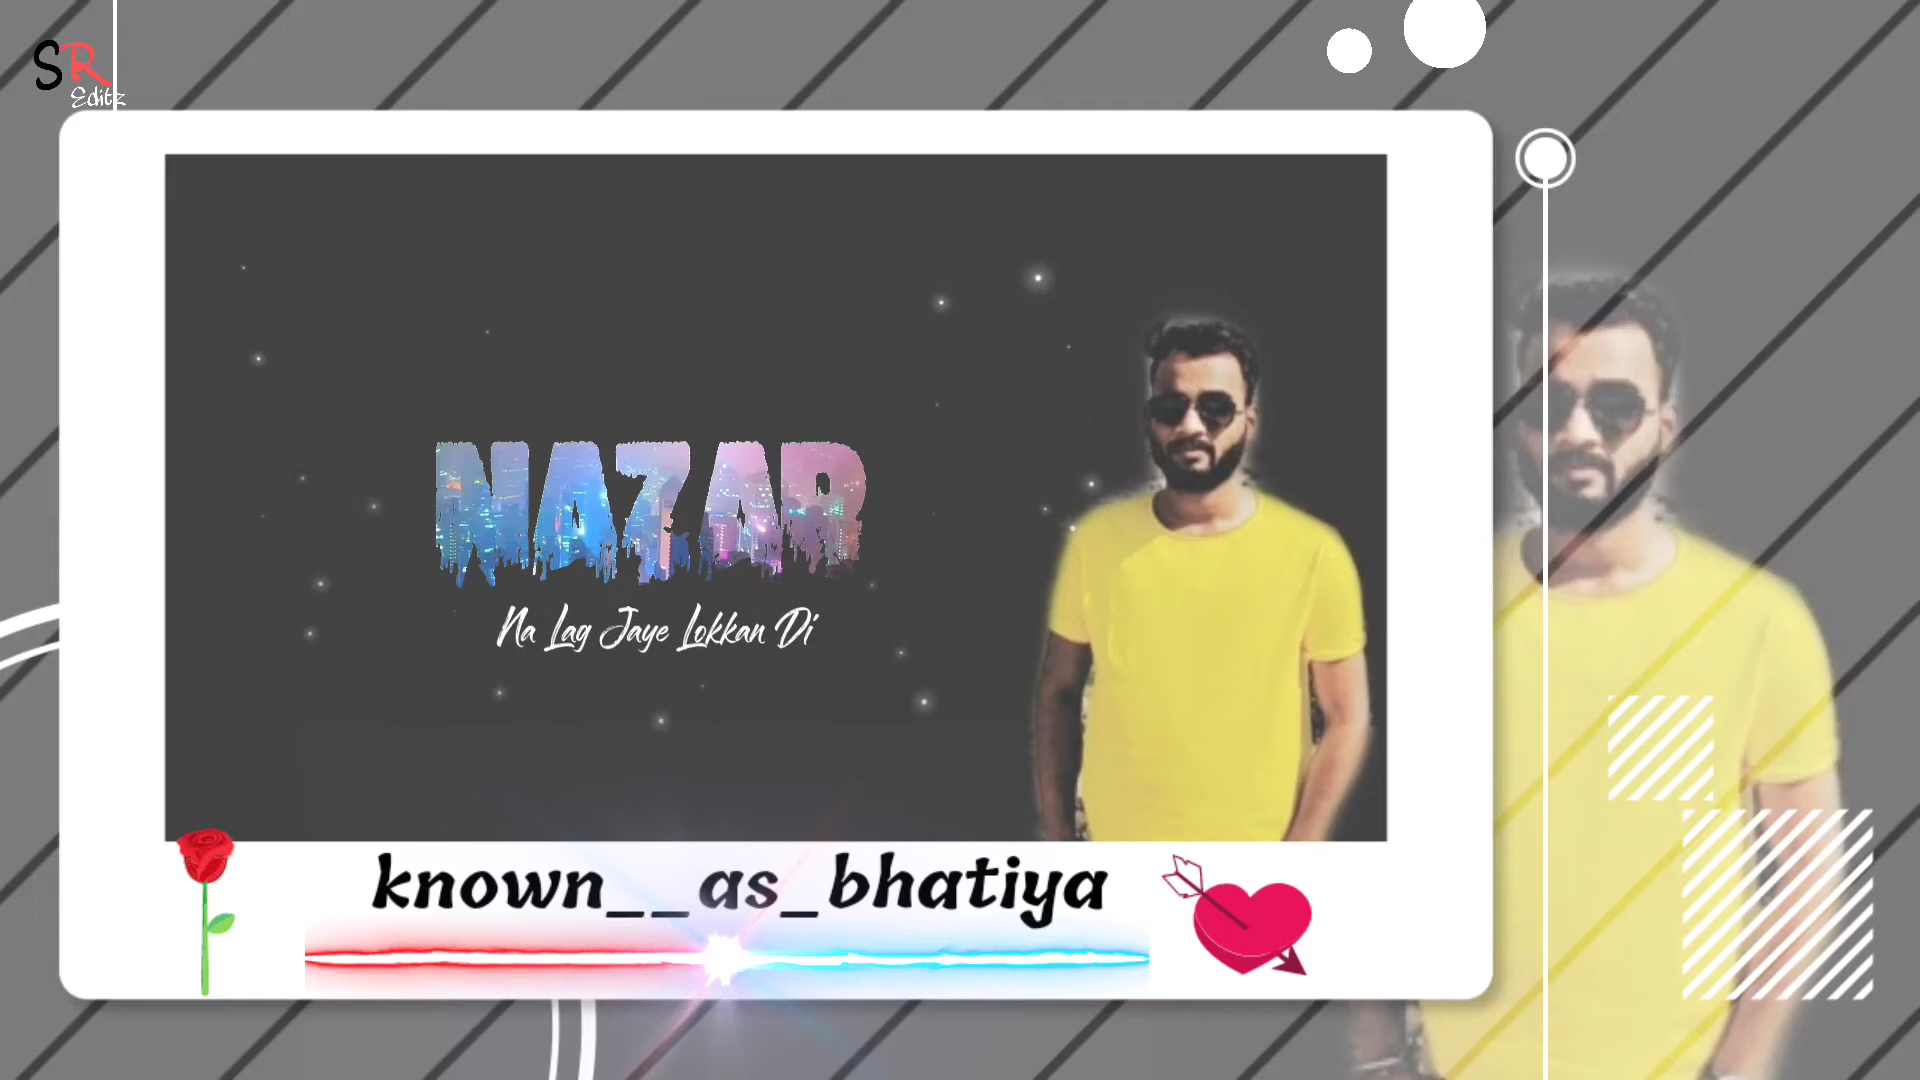 SR
Editz
NAZAR
Na Lag Jaye Lokkan Di
known__as_bhatiya